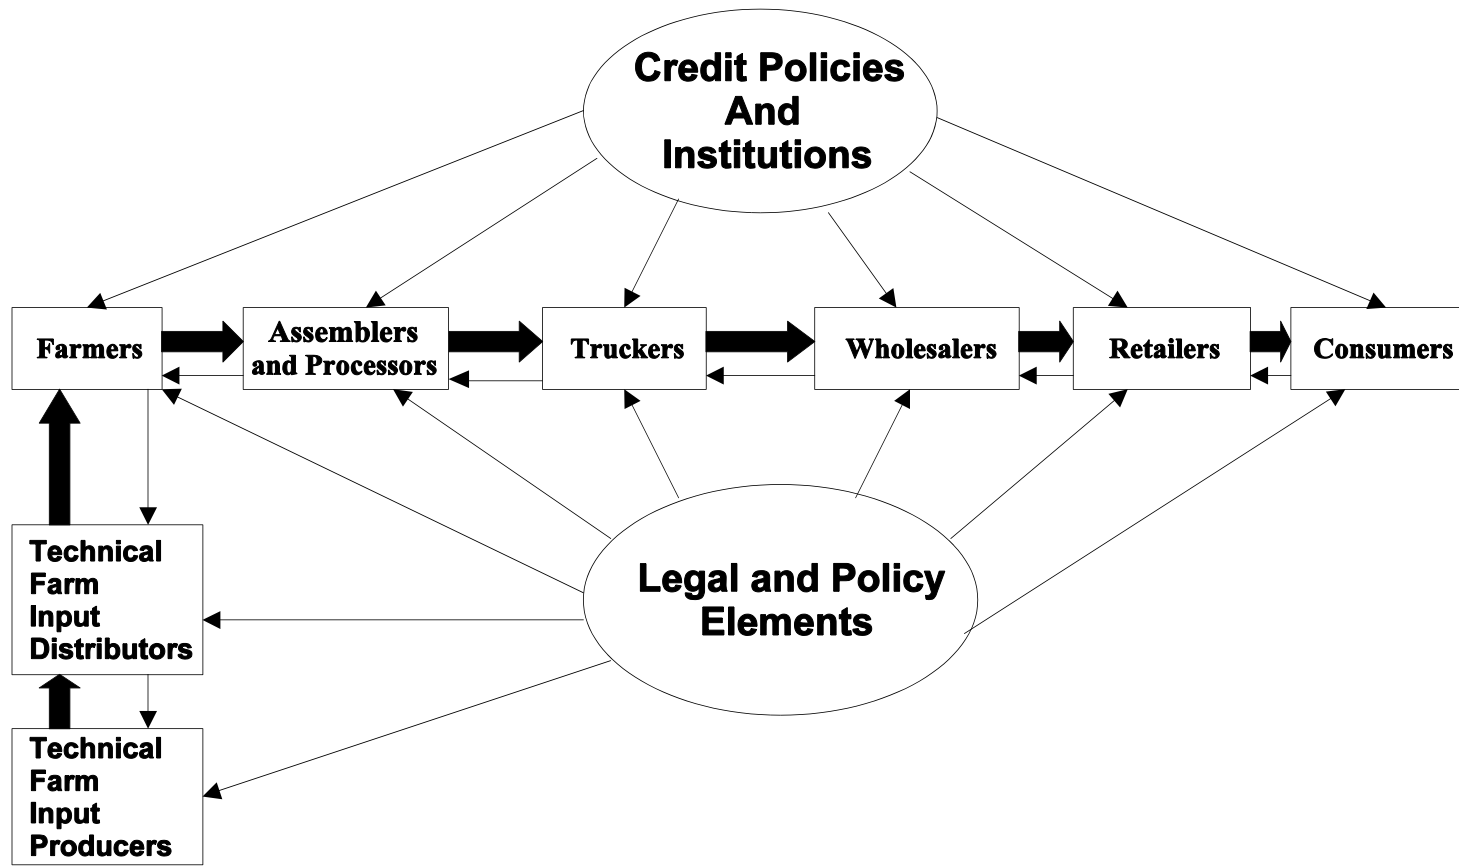 Credit Policies
And
Institutions
Farmers
Assemblers
and Processors
Truckers
Wholesalers
Retailers
Consumers
Technical
Farm
Input
Distributors
Legal and Policy
Elements
Technical
Farm
Input
Producers